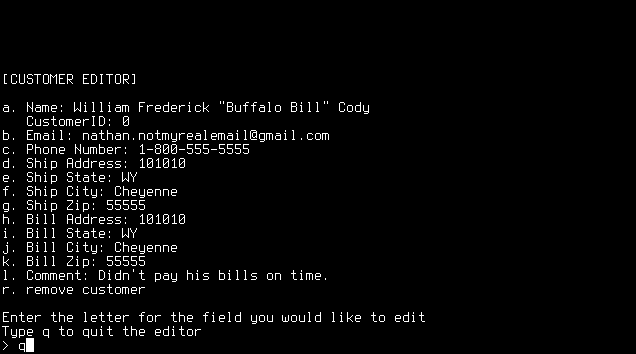 [CUSTOMER EDITOR]
a. Name: William Frederick "Buffalo Bill" Cody
CustomerID: 0
b. Email: nathan.notmyrealemail@gmail.com
c. Phone Number: 1-800-555-5555
d. Ship Address: 101010
e. Ship State: WY
f. Ship City: Cheyenne
g. Ship Zip: 55555
h. Bill Address: 101010
i. Bill State: WY
j. Bill City: Cheyenne
k. Bill Zip: 55555
l. Comment: Didn't pay his bills on time.
r. remove customer
Enter the letter for the field you would like to edit
Type q to quit the editor
> q